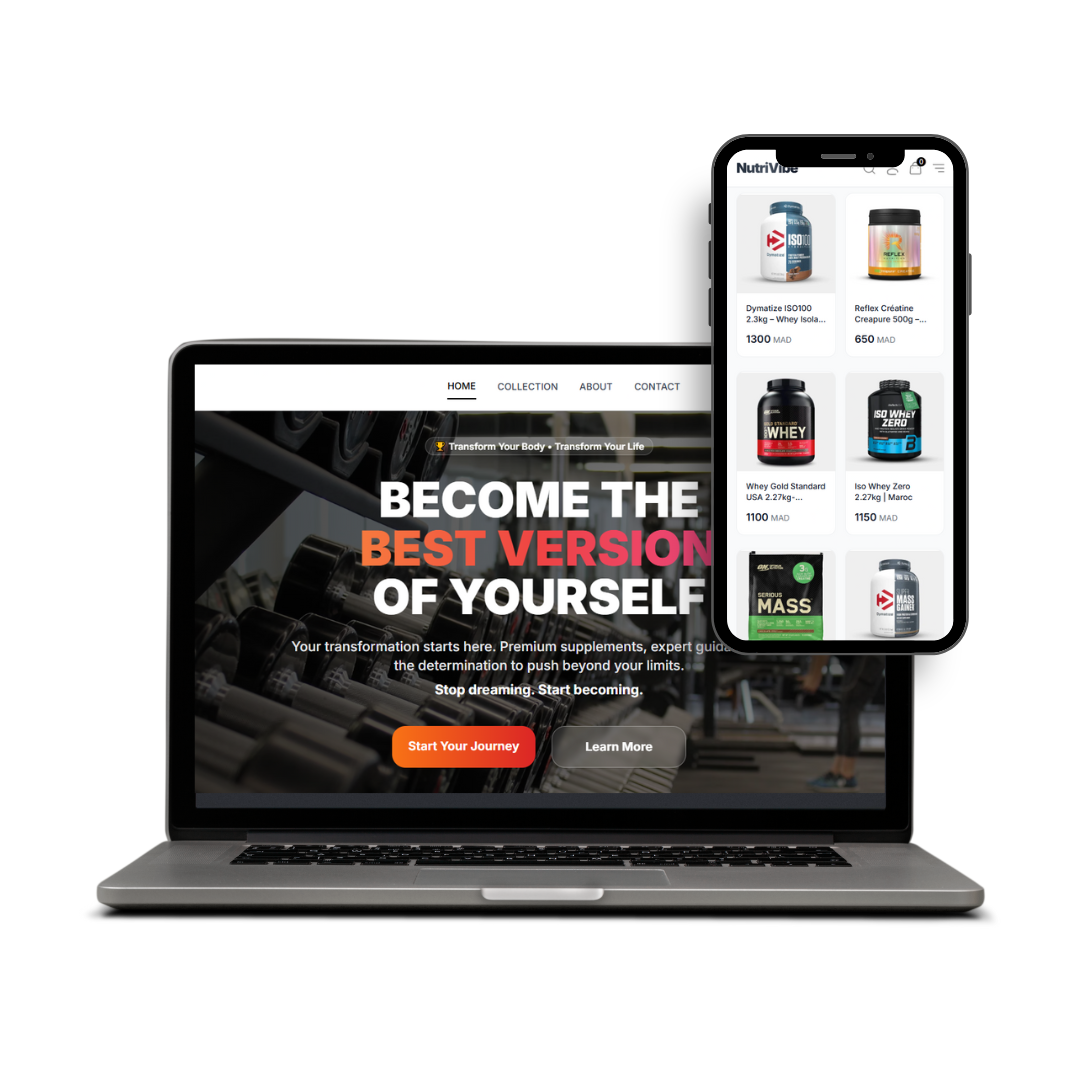 NutriVibe
0
Dymatize ISO100
2.3kg – Whey Isola...
1300 MAD
Reflex Créatine
Creapure 500g –...
650 MAD
ISO100
REFLEX
GOLD STANDARD
WHEY
ISO WHEY
ZERO
Whey Gold Standard
USA 2.27kg-...
1100 MAD
Iso Whey Zero
2.27kg | Maroc
1150 MAD
ON
SERIOUS
MASS
SUPER
MASS
GAINER
HOME
COLLECTION
ABOUT
CONTACT
Transform Your Body • Transform Your Life
BECOME THE
BEST VERSION
OF YOURSELF
Your transformation starts here. Premium supplements, expert
the determination to push beyond your limits.
Stop dreaming. Start becoming.
Start Your Journey
Learn More